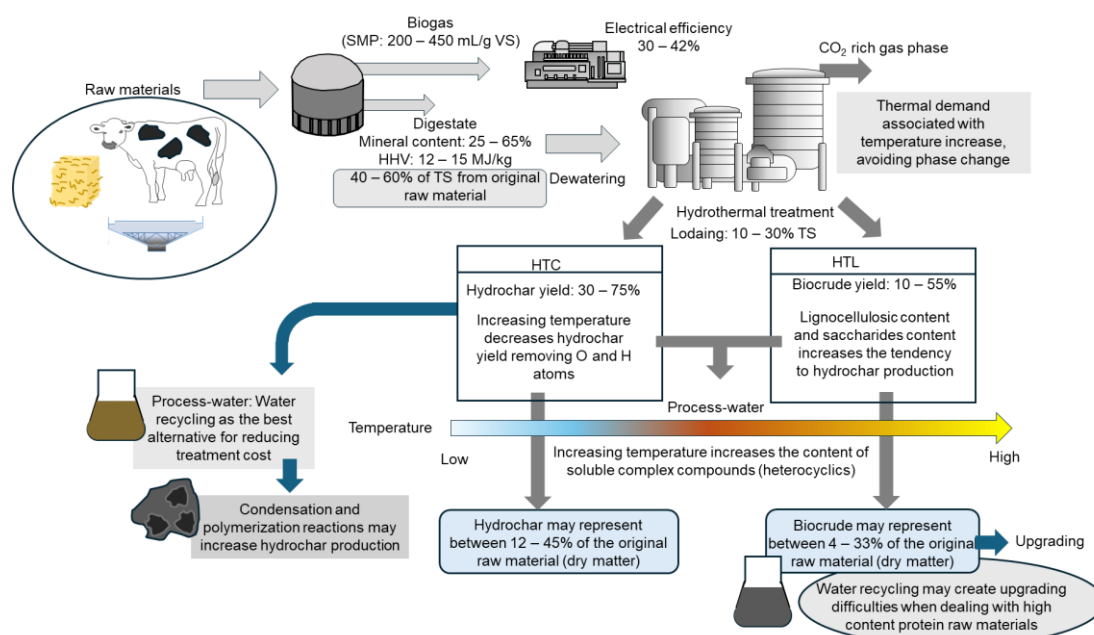 Biogas
(SMP: 200 – 450 mL/g VS)
Electrical efficiency
30 – 42%
CO2 rich gas phase
Raw materials
Thermal demand
associated with
temperature increase,
avoiding phase change
Digestate
Mineral content: 25 – 65%
HHV: 12 – 15 MJ/kg
40 – 60% of TS from original
raw material
Dewatering
Hydrothermal treatment
Lodaing: 10 – 30% TS
HTC
Hydrochar yield: 30 – 75%
Increasing temperature
decreases hydrochar
yield removing O and H
atoms
HTL
Biocrude yield: 10 – 55%
Lignocellulosic content
and saccharides content
increases the tendency
to hydrochar production
Process-water: Water
recycling as the best
alternative for reducing
treatment cost
Process-water
Temperature
Low
Increasing temperature increases the content of
soluble complex compounds (heterocyclics)
High
Condensation and
polymerization reactions may
increase hydrochar production
Hydrochar may represent
between 12 – 45% of the original
raw material (dry matter)
Biocrude may represent
between 4 – 33% of the original
raw material (dry matter)
Upgrading
Water recycling may create upgrading
difficulties when dealing with high
content protein raw materials